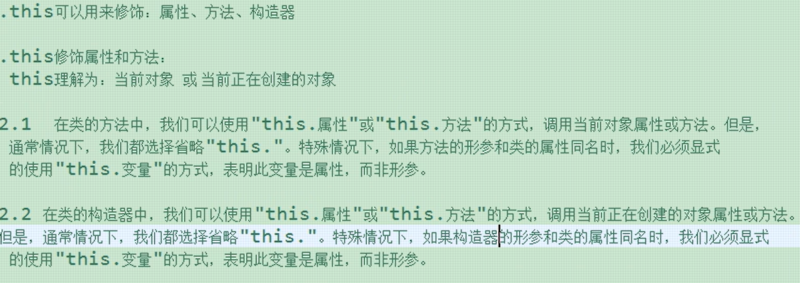 .this可以用来修饰：属性、方法、构造器
.this修饰属性和方法：
this理解为：当前对象 或 当前正在创建的对象
2.1 在类的方法中，我们可以使用"this.属性"或"this.方法"的方式，调用当前对象属性或方法。但是，
通常情况下，我们都选择省略"this."。特殊情况下，如果方法的形参和类的属性同名时，我们必须显式
的使用"this.变量"的方式，表明此变量是属性，而非形参。
2.2 在类的构造器中，我们可以使用"this.属性"或"this.方法"的方式，调用当前正在创建的对象属性或方法。
但是，通常情况下，我们都选择省略"this."。特殊情况下，如果构造器的形参和类的属性同名时，我们必须显式
的使用"this.变量"的方式，表明此变量是属性，而非形参。